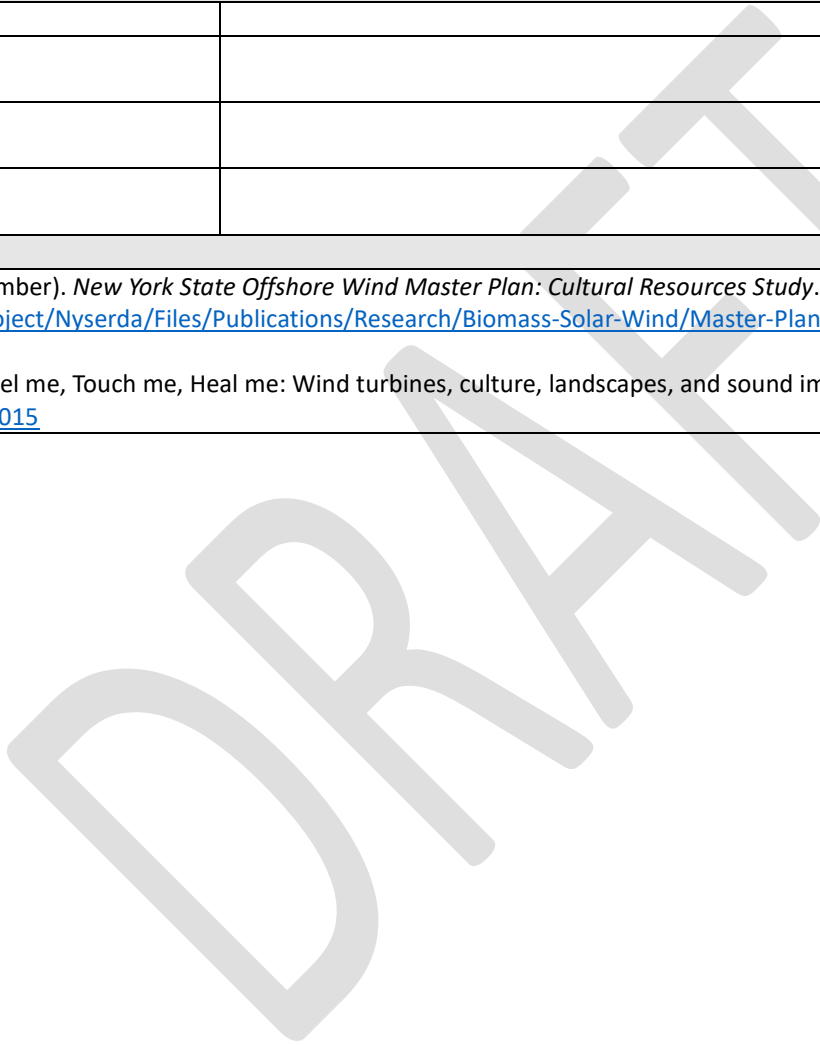 mber). New York State Offshore Wind Master Plan: Cultural Resources Study.
oject/Nyserda/Files/Publications/Research/Biomass-Solar-Wind/Master-Plan
el me, Touch me, Heal me: Wind turbines, culture, landscapes, and sound im
015
DRAFT